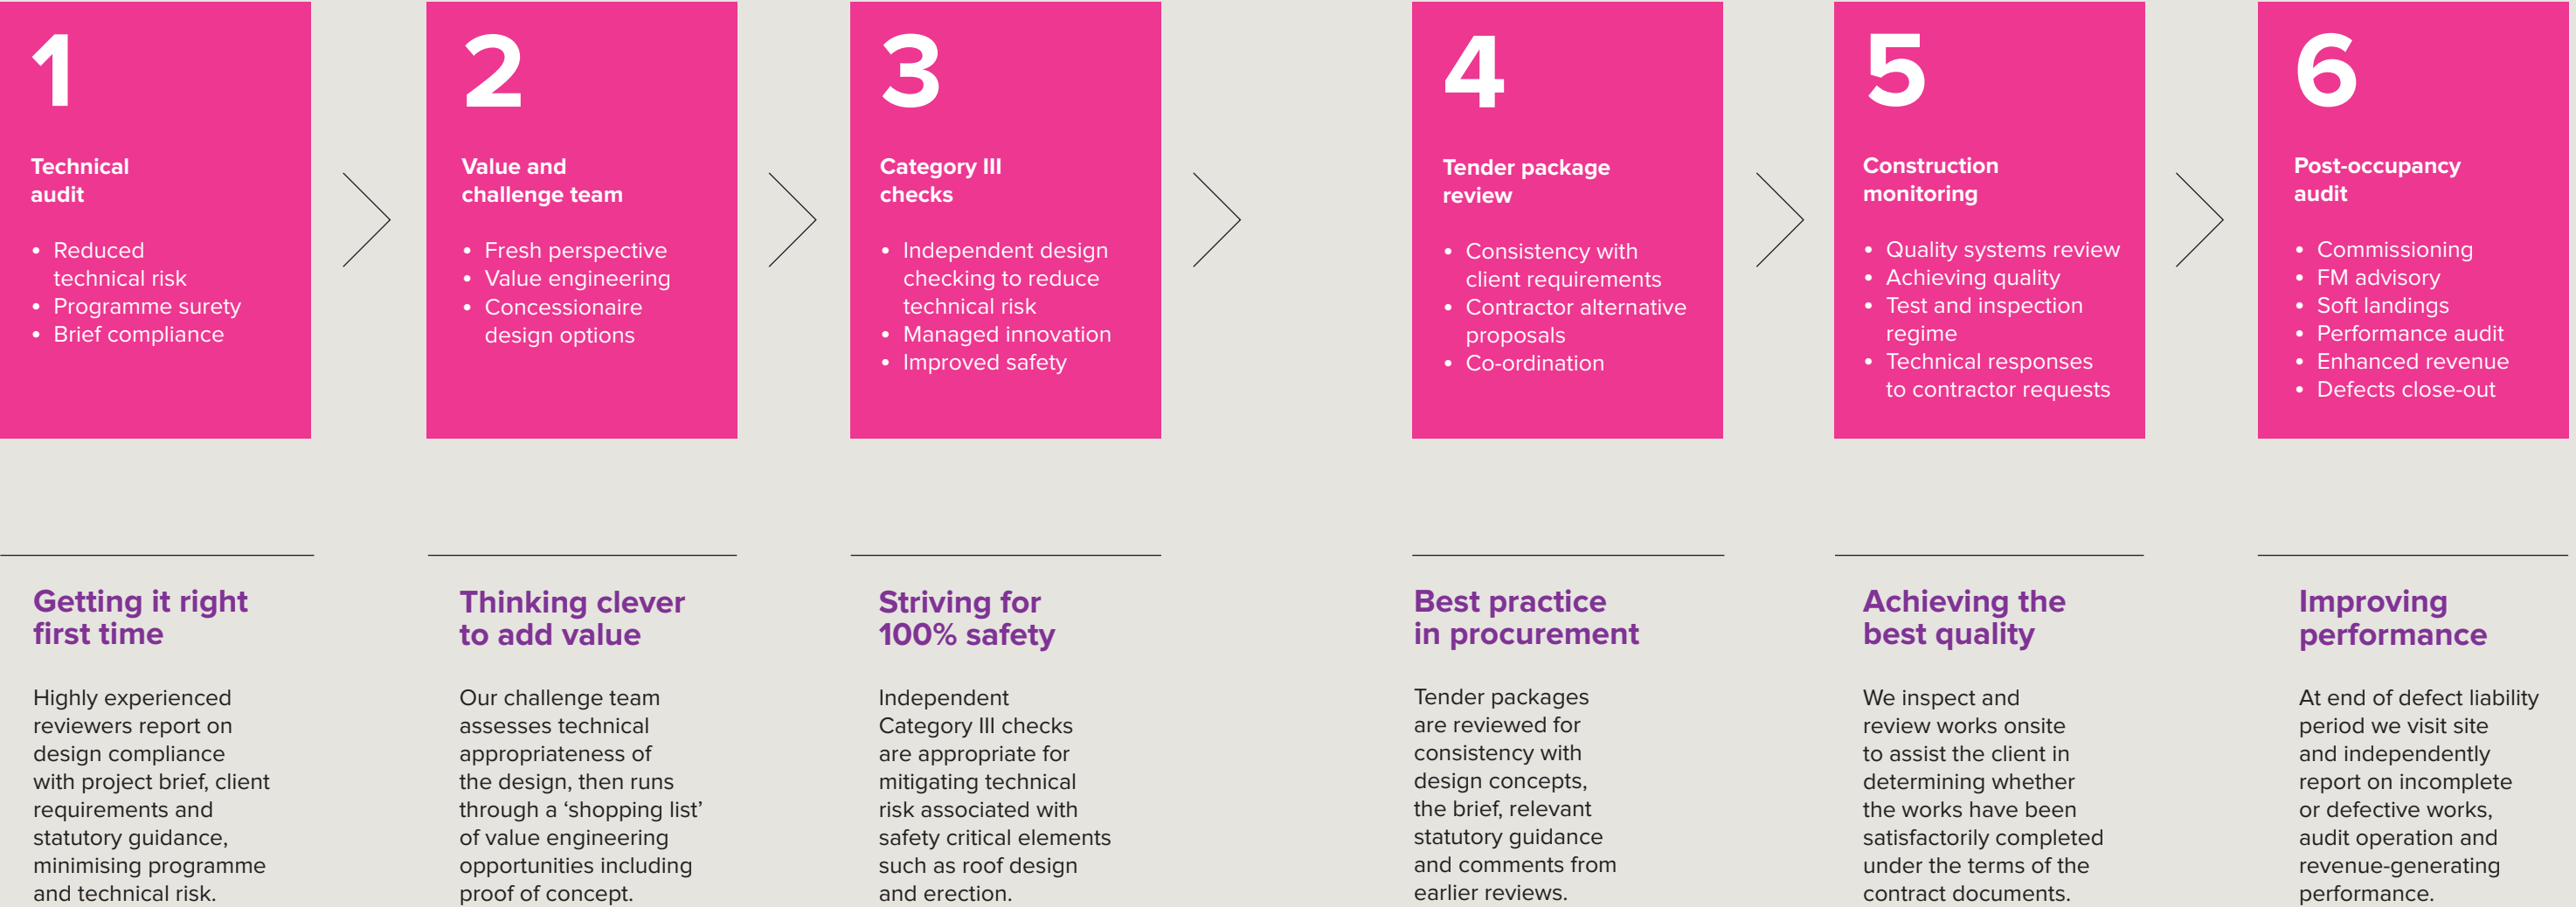 1
Technical
audit
• Reduced
technical risk
• Programme surety
• Brief compliance
2
Value and
challenge team
• Fresh perspective
• Value engineering
• Concessionaire
design options
3
Category III
checks
• Independent design
checking to reduce
technical risk
• Managed innovation
• Improved safety
4
Tender package
review
• Consistency with
client requirements
• Contractor alternative
proposals
• Co-ordination
5
Construction
monitoring
• Quality systems review
• Achieving quality
• Test and inspection
regime
• Technical responses
to contractor requests
6
Post-occupancy
audit
• Commissioning
• FM advisory
• Soft landings
• Performance audit
• Enhanced revenue
• Defects close-out
Getting it right
first time
Highly experienced
reviewers report on
design compliance
with project brief, client
requirements and
statutory guidance,
minimising programme
and technical risk.
Thinking clever
to add value
Our challenge team
assesses technical
appropriateness of
the design, then runs
through a ‘shopping list’
of value engineering
opportunities including
proof of concept.
Striving for
100% safety
Independent
Category III checks
are appropriate for
mitigating technical
risk associated with
safety critical elements
such as roof design
and erection.
Best practice
in procurement
Tender packages
are reviewed for
consistency with
design concepts,
the brief, relevant
statutory guidance
and comments from
earlier reviews.
Achieving the
best quality
We inspect and
review works onsite
to assist the client in
determining whether
the works have been
satisfactorily completed
under the terms of the
contract documents.
Improving
performance
At end of defect liability
period we visit site
and independently
report on incomplete
or defective works,
audit operation and
revenue-generating
performance.